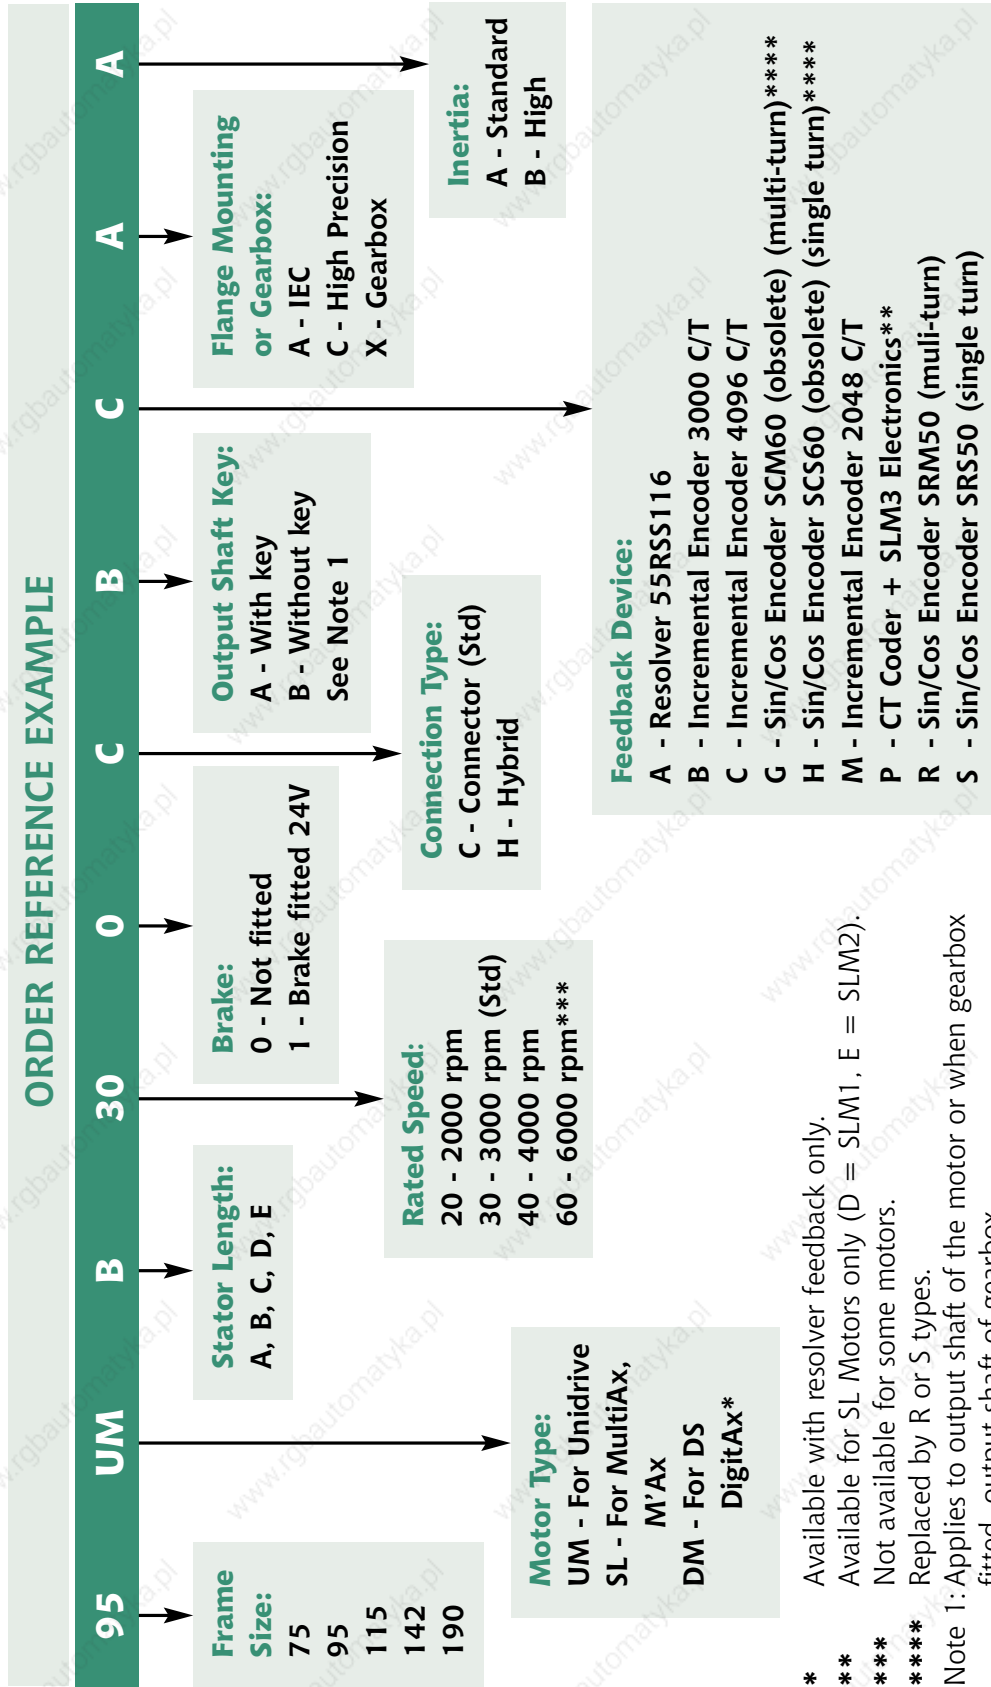 ORDER REFERENCE EXAMPLE
95 UM B 30 0 C B C A A
Frame
Size:
75
95
115
142
190
Motor Type:
UM - For Unidrive
SL - For MultiAx,
M'Ax
DM - For DS
DigitAx*
Stator Length:
A, B, C, D, E
Rated Speed:
20 - 2000 rpm
30 - 3000 rpm (Std)
40 - 4000 rpm
60 - 6000 rpm***
Brake:
0 - Not fitted
1 - Brake fitted 24V
Connection Type:
C - Connector (Std)
H - Hybrid
Output Shaft Key:
A - With key
B - Without key
See Note 1
Feedback Device:
A - Resolver 55RSS116
B - Incremental Encoder 3000 C/T
C - Incremental Encoder 4096 C/T
G - Sin/Cos Encoder SCM60 (obsolete) (multi-turn)****
H - Sin/Cos Encoder SCS60 (obsolete) (single turn)****
M - Incremental Encoder 2048 C/T
P - CT Coder + SLM3 Electronics**
R - Sin/Cos Encoder SRM50 (muli-turn)
S - Sin/Cos Encoder SRS50 (single turn)
Flange Mounting
or Gearbox:
A - IEC
C - High Precision
X - Gearbox
Inertia:
A - Standard
B - High
* Available with resolver feedback only.
** Available for SL Motors only (D = SLM1, E = SLM2).
*** Not available for some motors.
**** Replaced by R or S types.
Note 1: Applies to output shaft of the motor or when gearbox
fitted, output shaft of gearbox
www.rgbautomatyka.pl